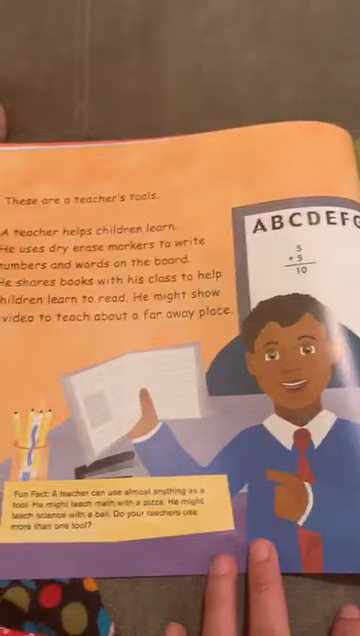 These are a teacher's tools.
A teacher helps children learn.
He uses dry erase markers to write
numbers and words on the board.
He shares books with his class to help
children learn to read. He might show
video to teach about a far away place.
ABCDEFG
5
+ 5
10
Fun Fact: A teacher can use almost anything as a
tool. He might teach math with a pizza. He might
teach science with a ball. Do your teachers use
more than one tool?